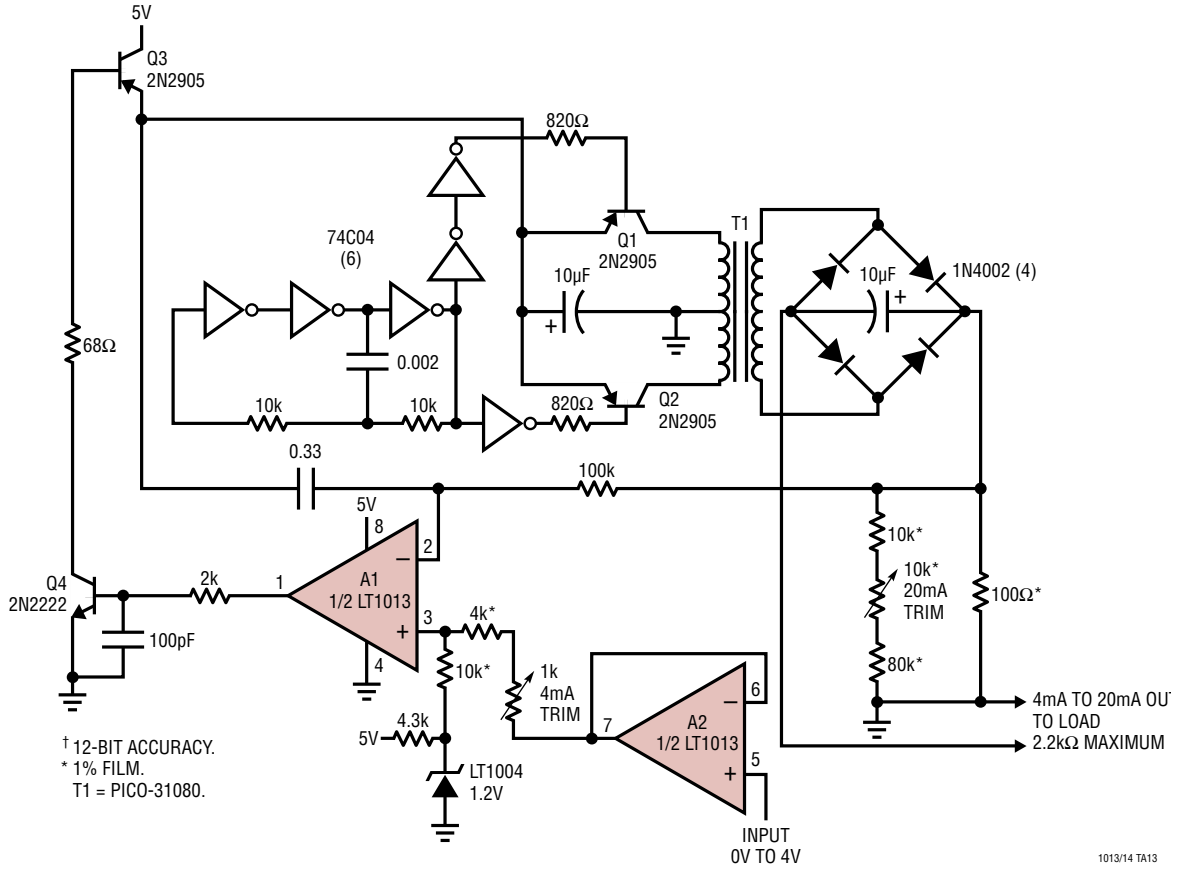 5V
Q3
2N2905
820Ω
T1
74C04
(6)
Q1
2N2905
10µF
+
10µF
+
1N4002 (4)
68Ω
0.002
10k
10k
820Ω
Q2
2N2905
0.33
100k
5V
8
2
–
A1
1/2 LT1013
1
3
+
4
Q4
2N2222
2k
100pF
4k*
10k*
1k
4mA
TRIM
10k*
10k*
20mA
TRIM
80k*
100Ω*
6
–
7
A2
1/2 LT1013
5
+
4.3k
5V
LT1004
1.2V
INPUT
0V TO 4V
4mA TO 20mA OU
TO LOAD
2.2kΩ MAXIMUM
† 12-BIT ACCURACY.
* 1% FILM.
T1 = PICO-31080.
1013/14 TA13